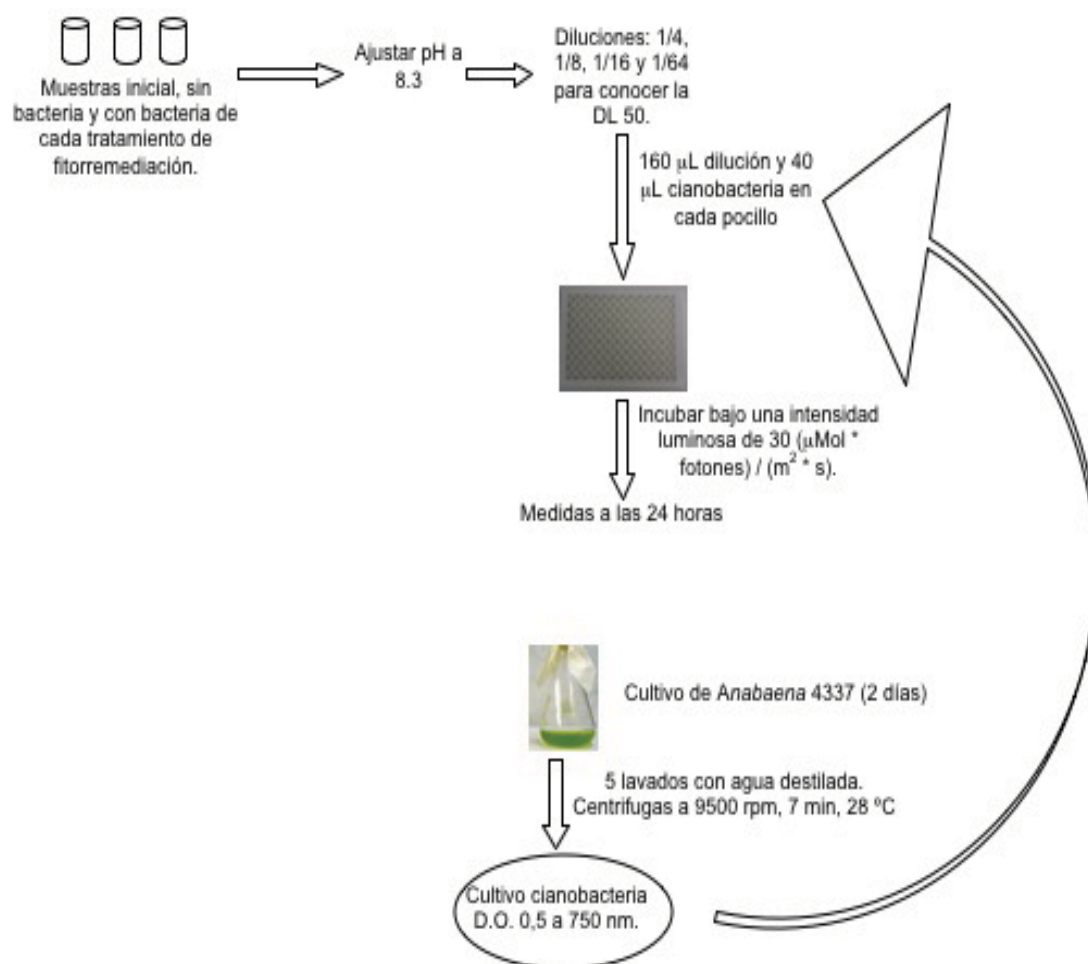 Muestras inicial, sin
bacteria y con bacteria de
cada tratamiento de
fitorremediación.
Ajustar pH a
8.3
Diluciones: 1/4,
1/8, 1/16 y 1/64
para conocer la
DL 50.
160 μL dilución y 40
μL cianobacteria en
cada pocillo
Incubar bajo una intensidad
luminosa de 30 (μMol *
fotones) / (m² * s).
Medidas a las 24 horas
Cultivo de Anabaena 4337 (2 días)
5 lavados con agua destilada.
Centrifugas a 9500 rpm, 7 min, 28 ºC
Cultivo cianobacteria
D.O. 0,5 a 750 nm.